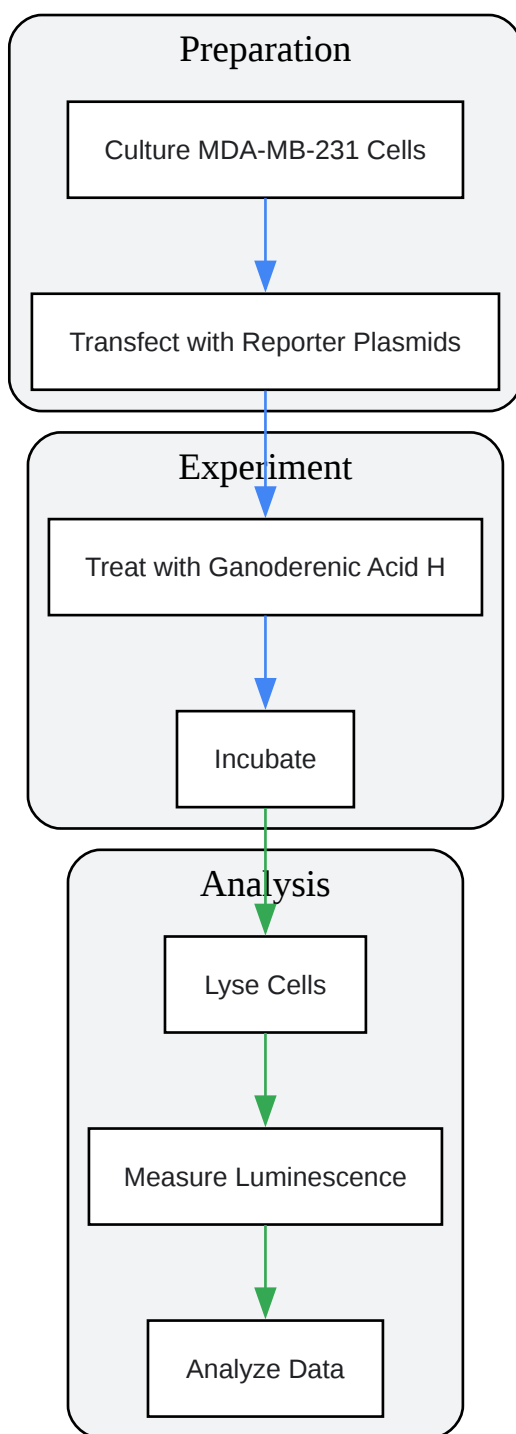 Preparation
Culture MDA-MB-231 Cells
Transfect with Reporter Plasmids
Experiment
Treat with Ganoderenic Acid H
Incubate
Analysis
Lyse Cells
Measure Luminescence
Analyze Data